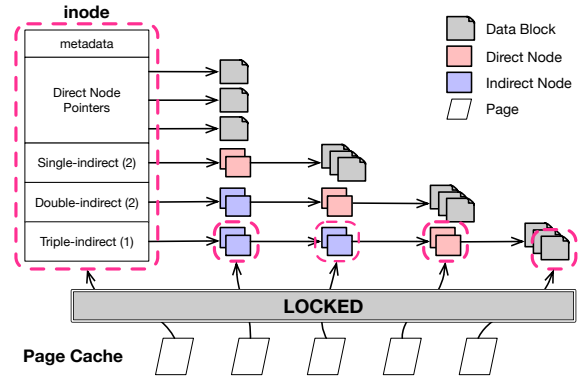 inode
metadata
Direct Node
Pointers
Single-indirect (2)
Double-indirect (2)
Triple-indirect (1)
Data Block
Direct Node
Indirect Node
Page
LOCKED
Page Cache